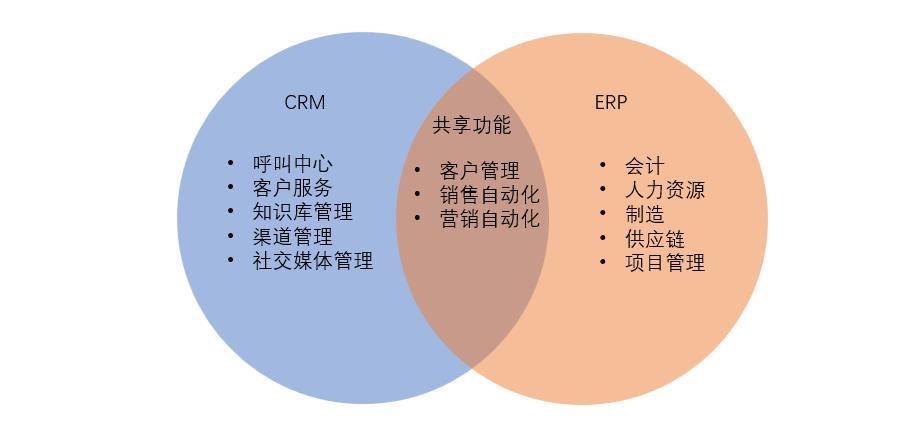 CRM
• 呼叫中心
• 客户服务
• 知识库管理
• 渠道管理
• 社交媒体管理
共享功能
• 客户管理
• 销售自动化
• 营销自动化
ERP
• 会计
• 人力资源
• 制造
• 供应链
• 项目管理